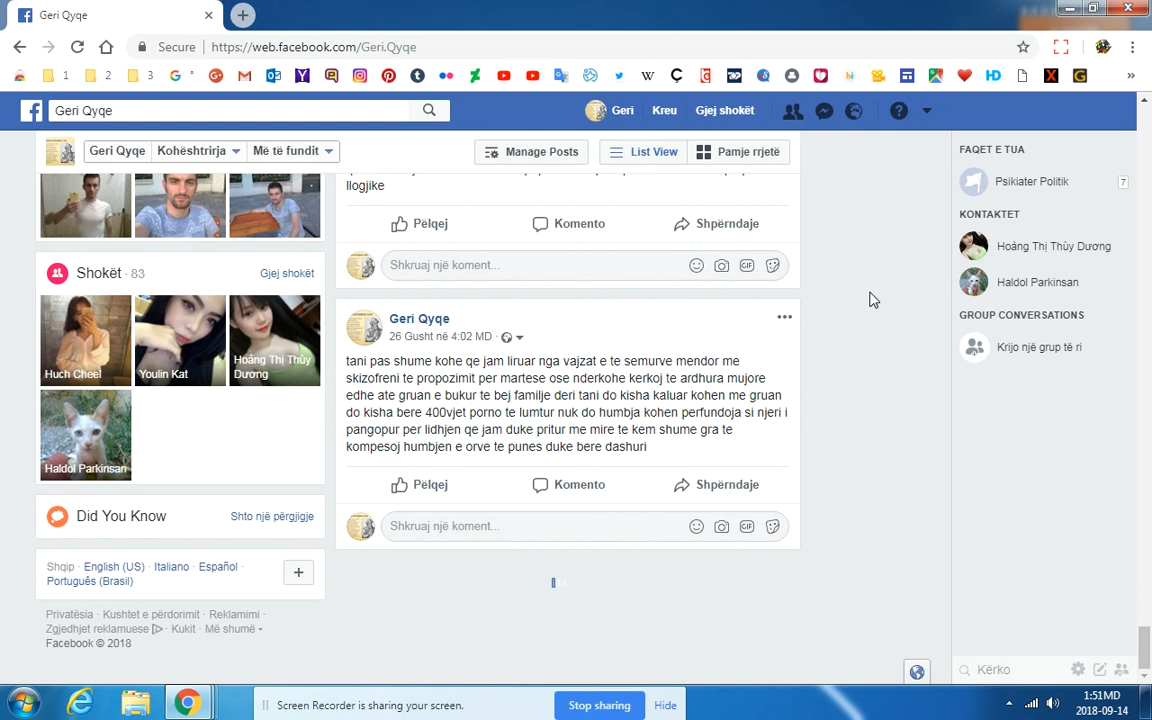 Geri Qyqe
Secure https://web.facebook.com/Geri.Qyqe
1 2 3 G ° »
Geri Qyqe
Geri Kreu Gjej shokët
Geri Qyqe Kohështrirja Më të fundit
Manage Posts List View Pamje rrjetë
llogjike
Pëlqej Komento Shpërndaje
Shkruaj një koment...
Shokët · 83 Gjej shokët
Huch Cheel
Youlin Kat
Hoảng Thị Thùy
Dương
Haldol Parkinsan
Did You Know Shto një përgjigje
Shqip · English (US) · Italiano · Español ·
Português (Brasil)
Privatësia · Kushtet e përdorimit · Reklamimi ·
Zgjedhjet reklamuese · Kukit · Më shumë
Facebook © 2018
Geri Qyqe
26 Gusht në 4:02 MD ·
tani pas shume kohe qe jam liruar nga vajzat e te semurve mendor me
skizofreni te propozimit per martese ose nderkohe kerkoj te ardhura mujore
edhe ate gruan e bukur te bej familje deri tani do kisha kaluar kohen me gruan
do kisha bere 400vjet porno te lumtur nuk do humbja kohen perfundoja si njeri i
pangopur per lidhjen qe jam duke pritur me mire te kem shume gra te
kompesoj humbjen e orve te punes duke bere dashuri
Pëlqej Komento Shpërndaje
Shkruaj një koment...
FAQET E TUA
Psikiater Politik 7
KONTAKTET
Hoảng Thị Thùy Dương
Haldol Parkinsan
GROUP CONVERSATIONS
Krijo një grup të ri
Kërko
Screen Recorder is sharing your screen. Stop sharing Hide
1:51MD
2018-09-14